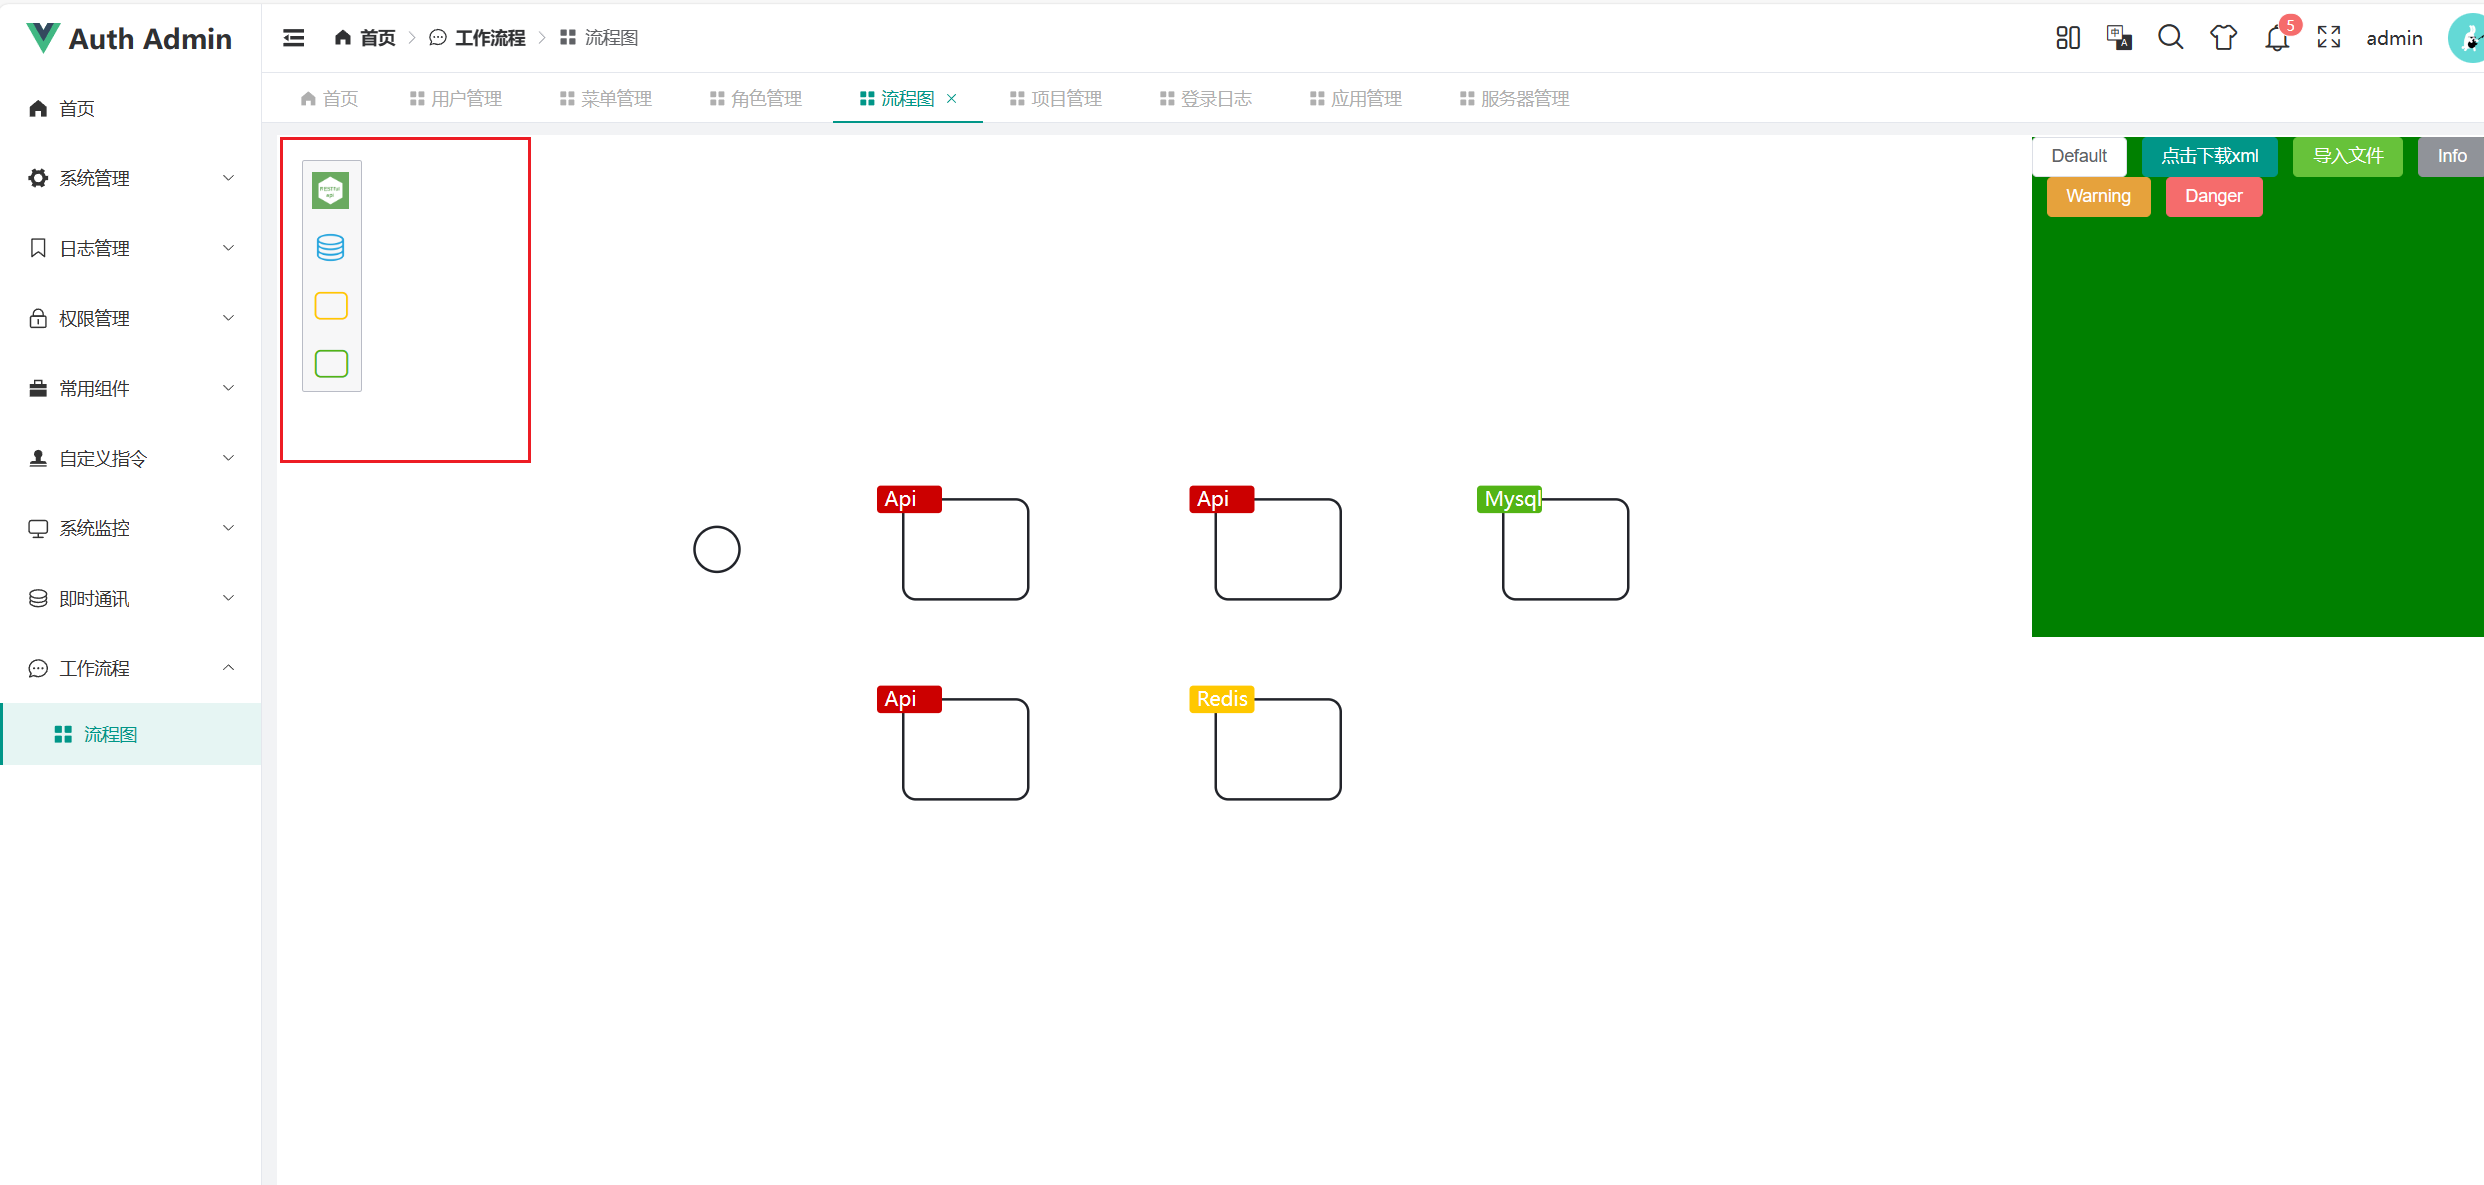 Auth Admin
首页
系统管理
日志管理
权限管理
常用组件
自定义指令
系统监控
即时通讯
工作流程
流程图
首页 工作流程 流程图
中 A
5
admin
首页 用户管理 菜单管理 角色管理 流程图 项目管理 登录日志 应用管理 服务器管理
RESTful
api
Default 点击下载xml 导入文件 Info
Warning Danger
Api Api Mysql
Api Redis